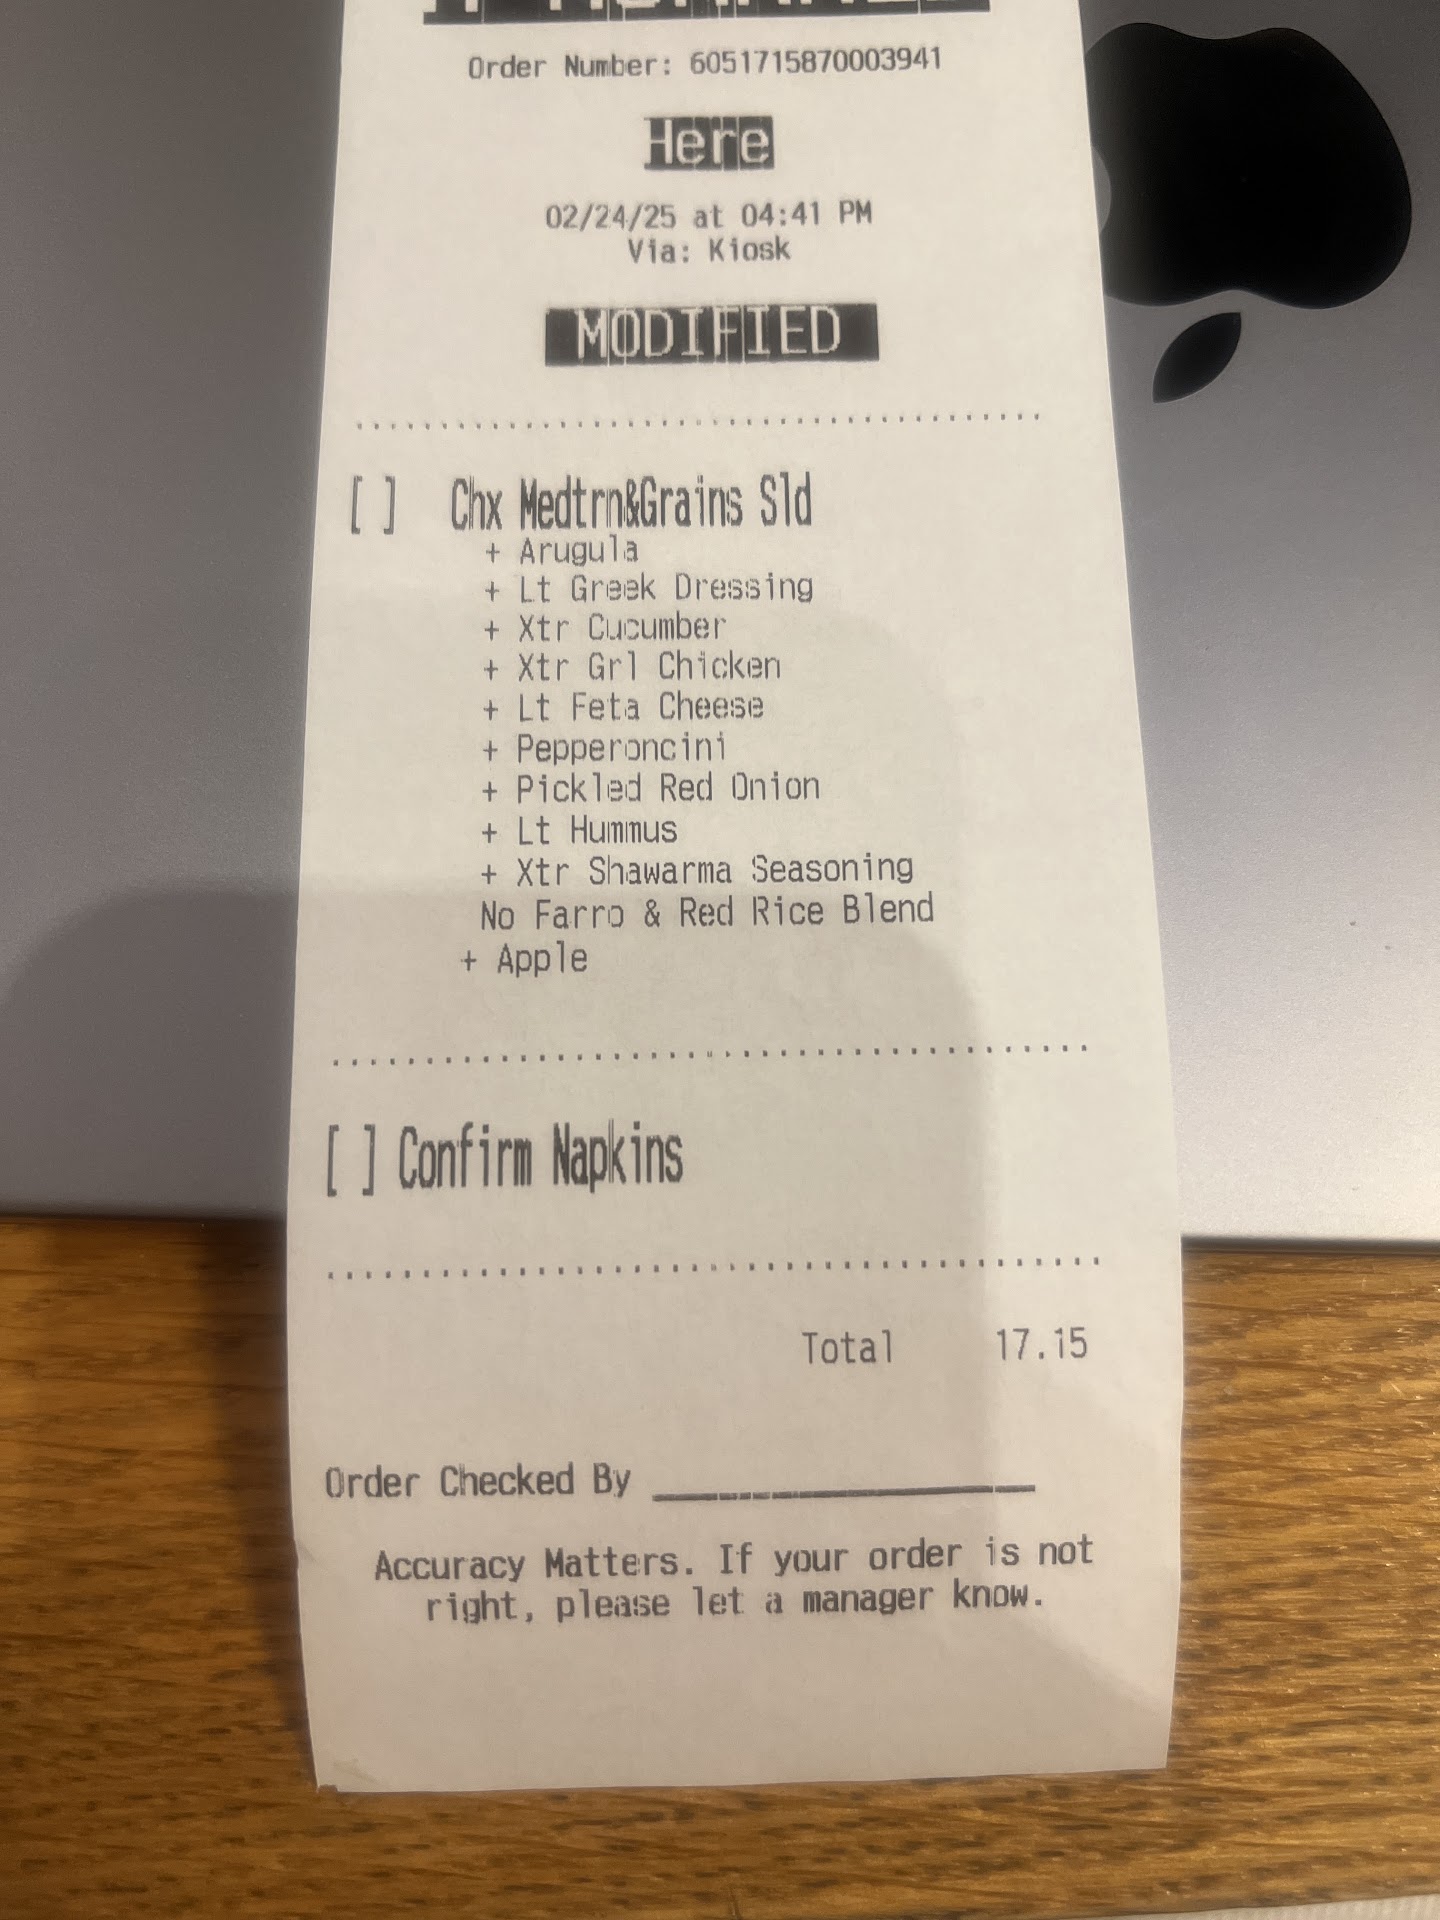 Order Number: 6051715870003941
Here
02/24/25 at 04:41 PM
Via: Kiosk
MODIFIED
[ ] Chx Medtrn&Grains Sld
+ Arugula
+ Lt Greek Dressing
+ Xtr Cucumber
+ Xtr Grl Chicken
+ Lt Feta Cheese
+ Pepperoncini
+ Pickled Red Onion
+ Lt Hummus
+ Xtr Shawarma Seasoning
No Farro & Red Rice Blend
+ Apple
[ ] Confirm Napkins
Total 17.15
Order Checked By
Accuracy Matters. If your order is not
right, please let a manager know.